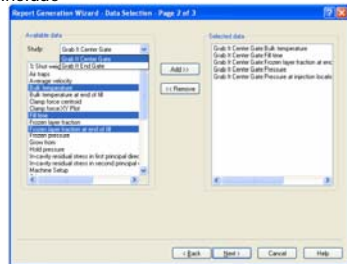 include
Report Generation Wizard - Data Selection - Page 2 of 3
Available data
Study:
Grab It Center Gate
Grab It Center Gate
Grab It End Gate
% Shot weig
Air traps
Average velocity
Bulk temperature
Bulk temperature at end of fill
Clamp force centroid
Clamp force:XY Plot
Fill time
Frozen layer fraction
Frozen layer fraction at end of fill
Frozen pressure
Grow from
Hold pressure
In-cavity residual stress in first principal direc
In-cavity residual stress in second principal
Machine Setup
Add >>
<< Remove
Selected data
Grab It Center Gate:Bulk temperature
Grab It Center Gate:Fill time
Grab It Center Gate:Frozen layer fraction at end
Grab It Center Gate:Pressure
Grab It Center Gate:Pressure at injection locatio
< Back
Next >
Cancel
Help